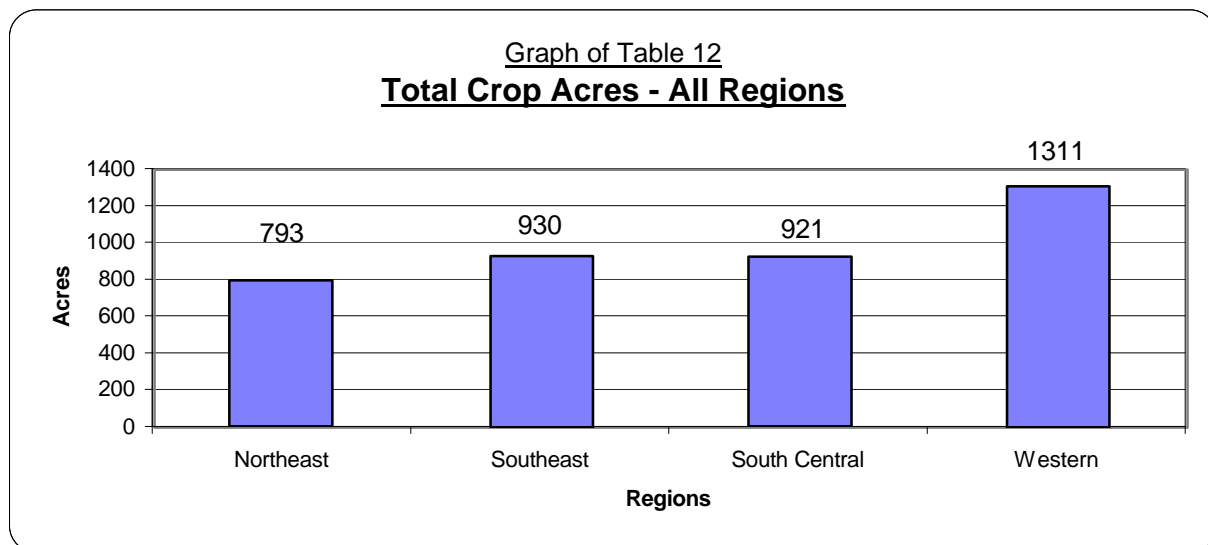 Graph of Table 12
Total Crop Acres - All Regions
1311
1400
1200
930
921
793
1000
800
Acres
600
400
200
0
Northeast Southeast South Central Western
Regions